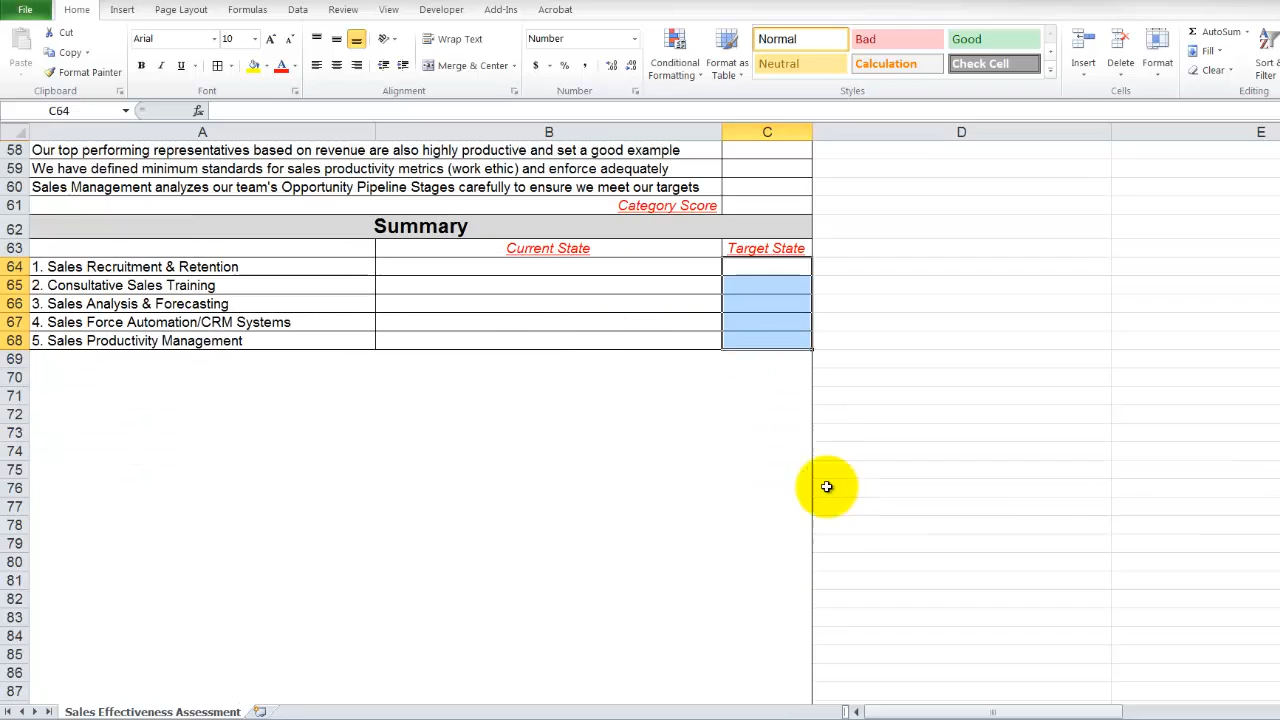 File Home Insert Page Layout Formulas Data Review View Developer Add-Ins Acrobat
Paste Cut Copy Format Painter Clipboard
Arial 10 A A B I U A Font
Wrap Text Merge & Center Alignment
Number $ % , Number
Conditional Formatting Format as Table Normal Bad Good Neutral Calculation Check Cell Styles
Insert Delete Format Cells
Σ AutoSum Fill Clear Sort Filter Editing
C64 fx
A B C D E
58 Our top performing representatives based on revenue are also highly productive and set a good example
59 We have defined minimum standards for sales productivity metrics (work ethic) and enforce adequately
60 Sales Management analyzes our team's Opportunity Pipeline Stages carefully to ensure we meet our targets
61 Category Score
62 Summary
63 Current State Target State
64 1. Sales Recruitment & Retention
65 2. Consultative Sales Training
66 3. Sales Analysis & Forecasting
67 4. Sales Force Automation/CRM Systems
68 5. Sales Productivity Management
69
70
71
72
73
74
75
76
77
78
79
80
81
82
83
84
85
86
87
Sales Effectiveness Assessment